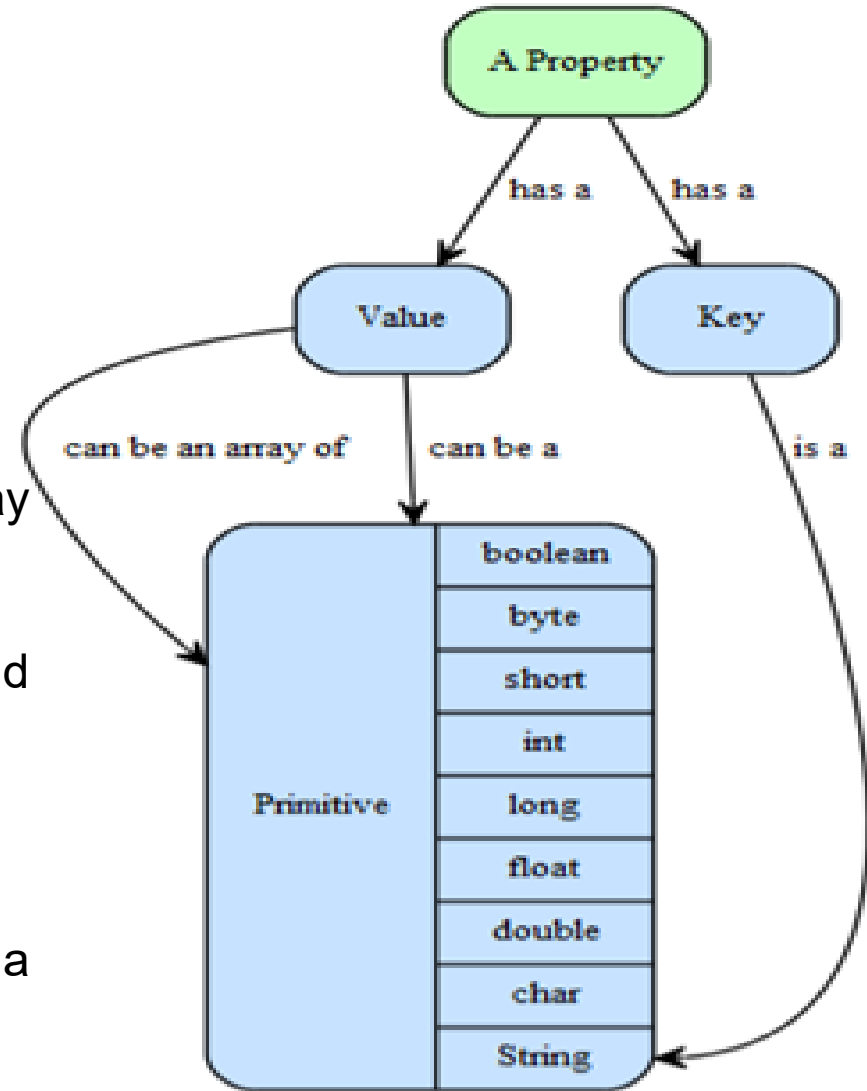 A Property
has a has a
Value Key
can be an array of can be a is a
ay
boolean
byte
d
short
int
Primitive long
float
double
a
char
String